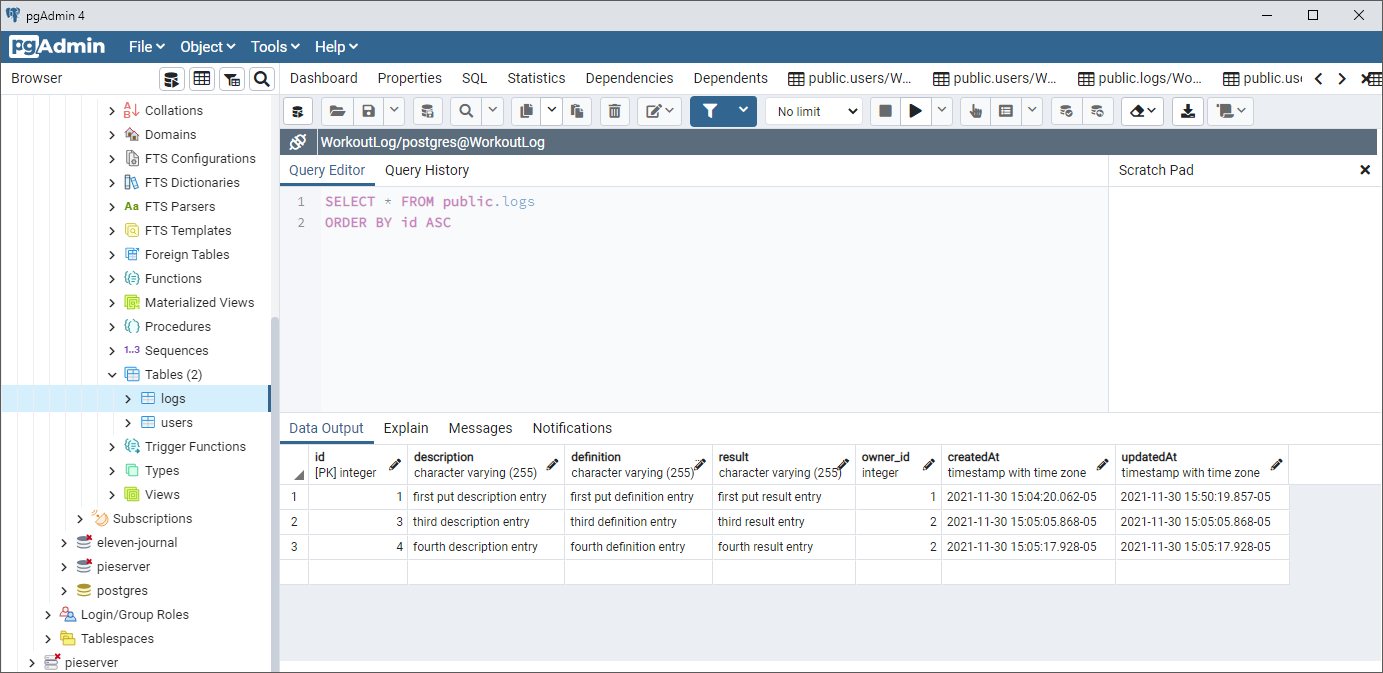 pgAdmin 4
pgAdmin File Object Tools Help
Browser
Dashboard Properties SQL Statistics Dependencies Dependents public.users/W... public.users/W... public.logs/Wo... public.us
No limit
WorkoutLog/postgres@WorkoutLog
Query Editor Query History
Scratch Pad
1 SELECT * FROM public.logs
2 ORDER BY id ASC
Collations
Domains
FTS Configurations
FTS Dictionaries
Aa FTS Parsers
FTS Templates
Foreign Tables
Functions
Materialized Views
Procedures
1..3 Sequences
Tables (2)
logs
users
Trigger Functions
Types
Views
Subscriptions
eleven-journal
pieserver
postgres
Login/Group Roles
Tablespaces
pieserver
Data Output Explain Messages Notifications
id description definition result owner_id createdAt updatedAt
[PK] integer character varying (255) character varying (255) character varying (255) integer timestamp with time zone timestamp with time zone
1 1 first put description entry first put definition entry first put result entry 1 2021-11-30 15:04:20.062-05 2021-11-30 15:50:19.857-05
2 3 third description entry third definition entry third result entry 2 2021-11-30 15:05:05.868-05 2021-11-30 15:05:05.868-05
3 4 fourth description entry fourth definition entry fourth result entry 2 2021-11-30 15:05:17.928-05 2021-11-30 15:05:17.928-05